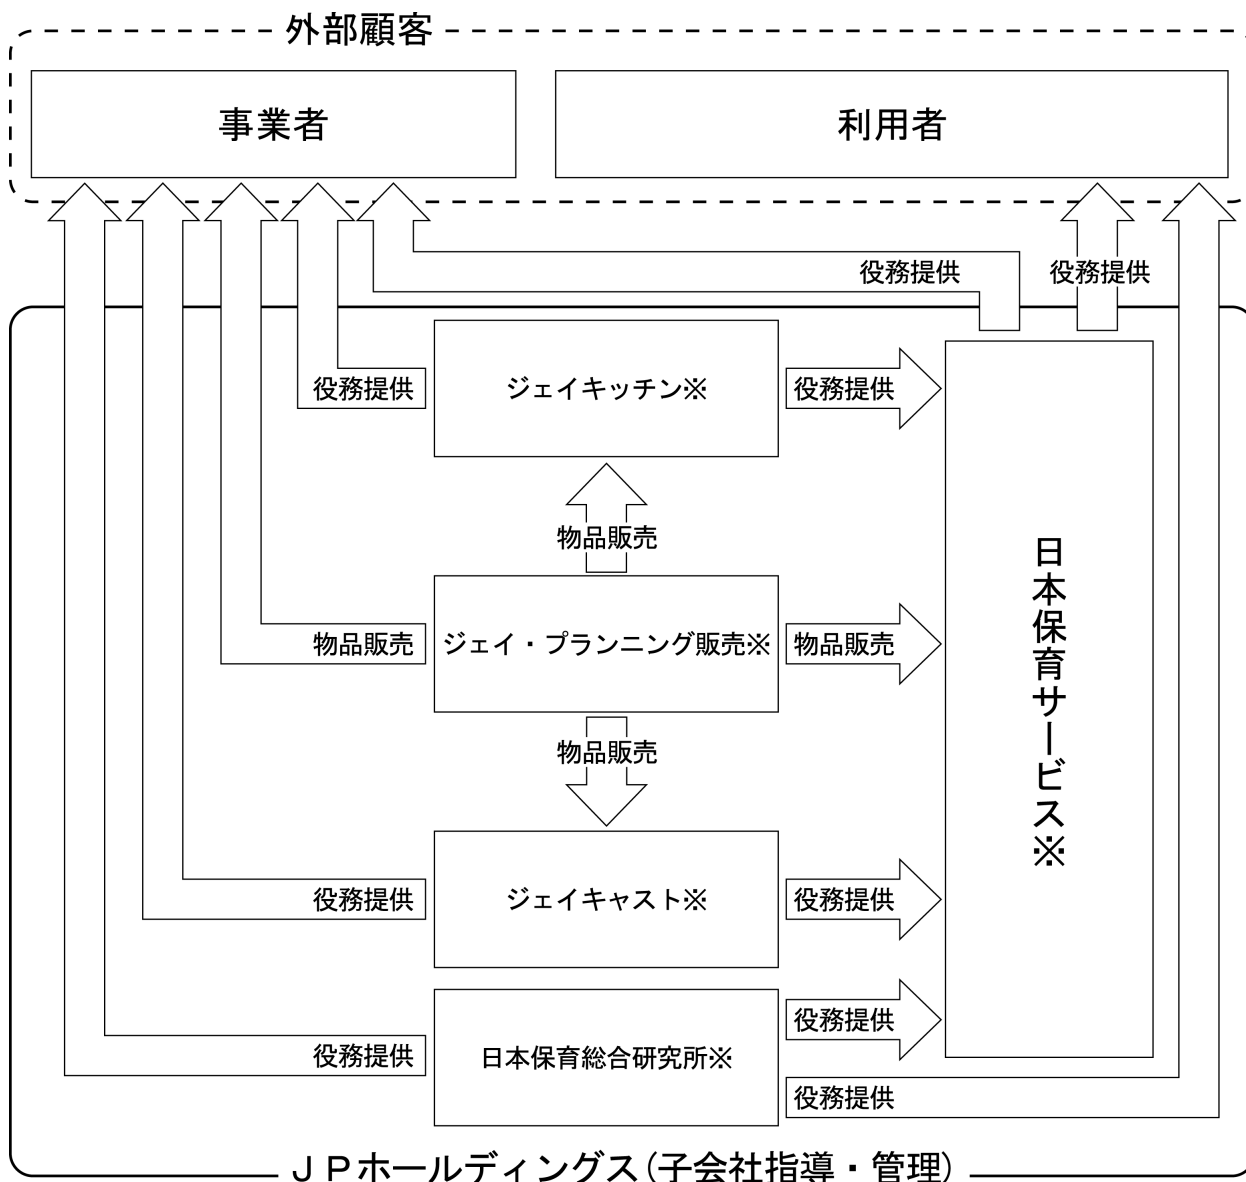 外部顧客
事業者
利用者
役務提供
役務提供
役務提供
ジェイキッチン※
役務提供
物品販売
物品販売
ジェイ・プランニング販売※
物品販売
物品販売
役務提供
ジェイキャスト※
役務提供
役務提供
日本保育総合研究所※
役務提供
役務提供
日本保育サービス※
ＪＰホールディングス(子会社指導・管理)